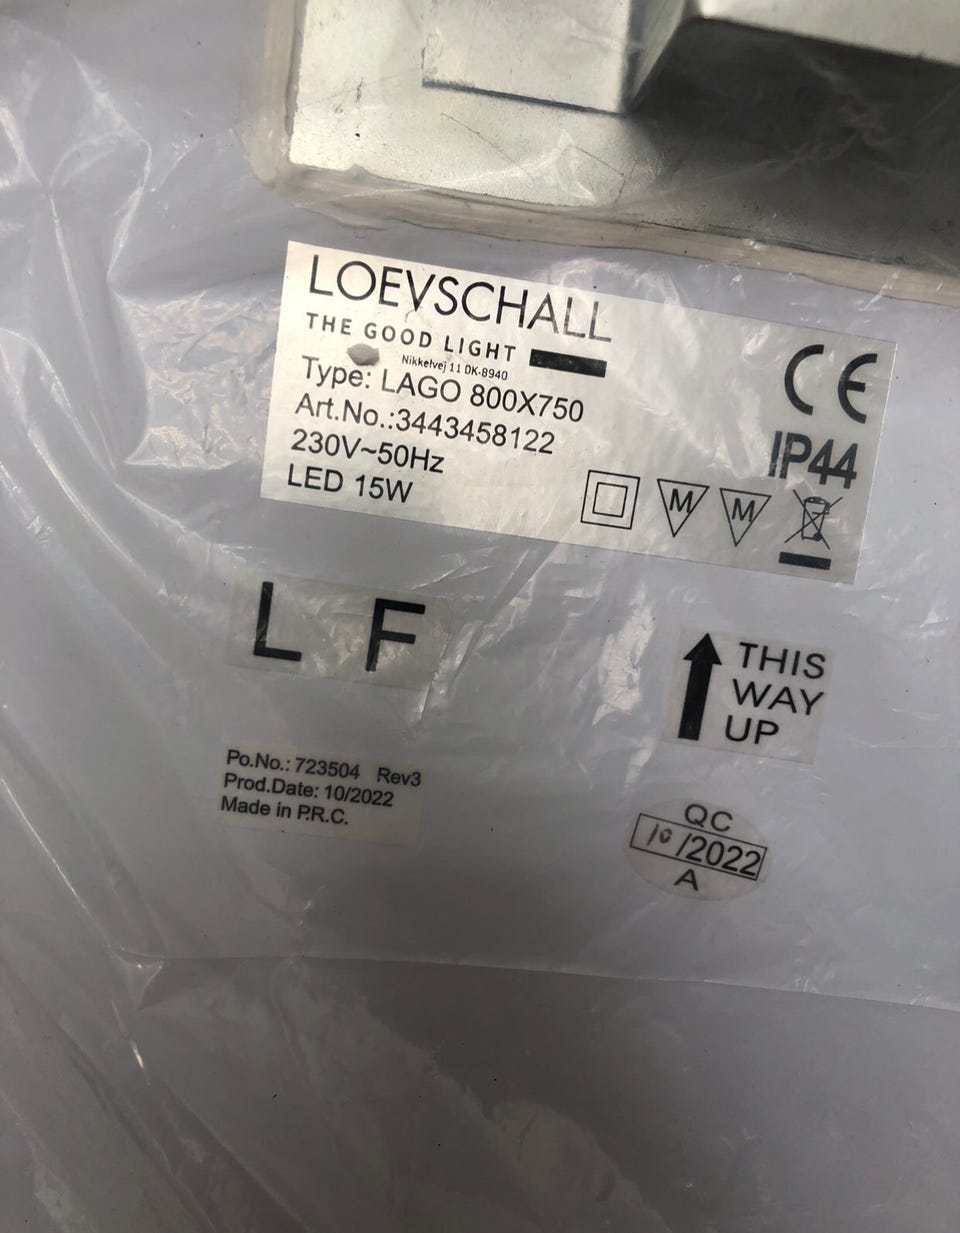 LOEVSCHALL
THE GOOD LIGHT
Nikkelvej 11 DK-8940
Type: LAGO 800X750
Art.No.:3443458122
230V~50Hz
LED 15W
CE
IP44
M M
L F
THIS
WAY
UP
Po.No.: 723504 Rev3
Prod.Date: 10/2022
Made in P.R.C.
QC
10/2022
A